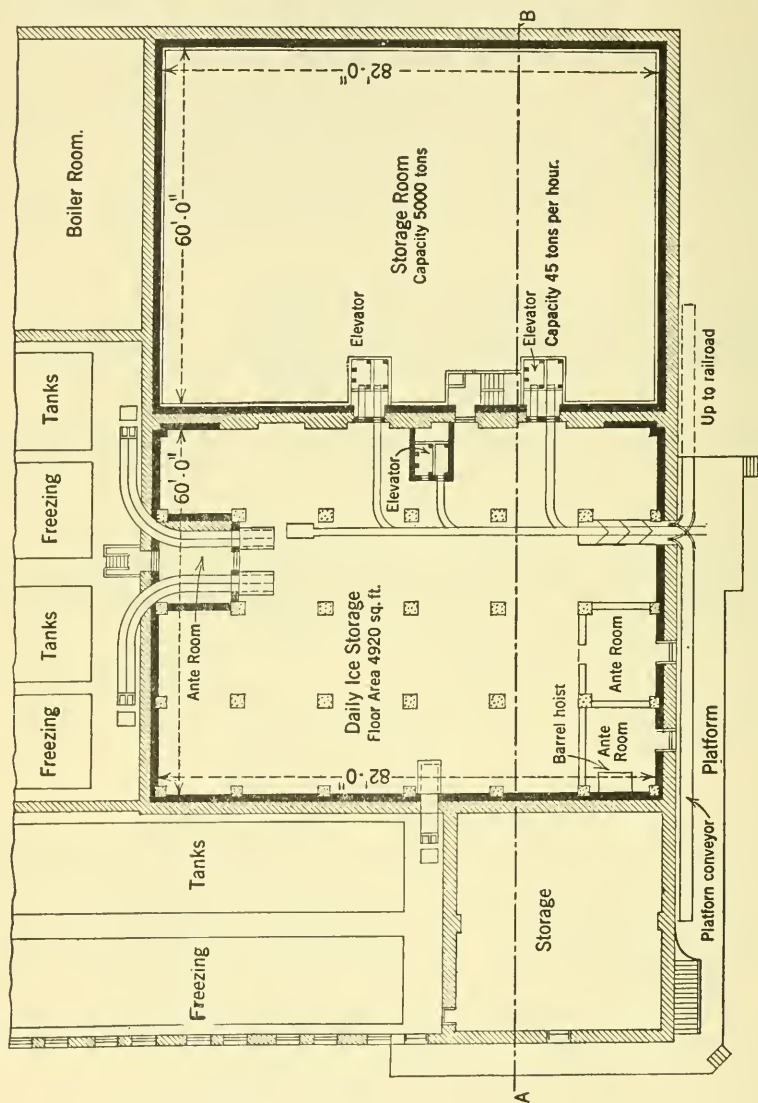 Boiler Room.
Tanks
Freezing
Tanks
Freezing
Tanks
Freezing
60'-0"
82'-0"
Storage Room
Capacity 5000 tons
Elevator
Elevator
Capacity 45 tons per hour.
B
Up to railroad
60'-0"
Elevator
Ante Room
Daily Ice Storage
Floor Area 4920 sq. ft.
82'-0"
Barrel hoist
Ante Room
Ante
Room
Storage
Platform
Platforn conveyor
A